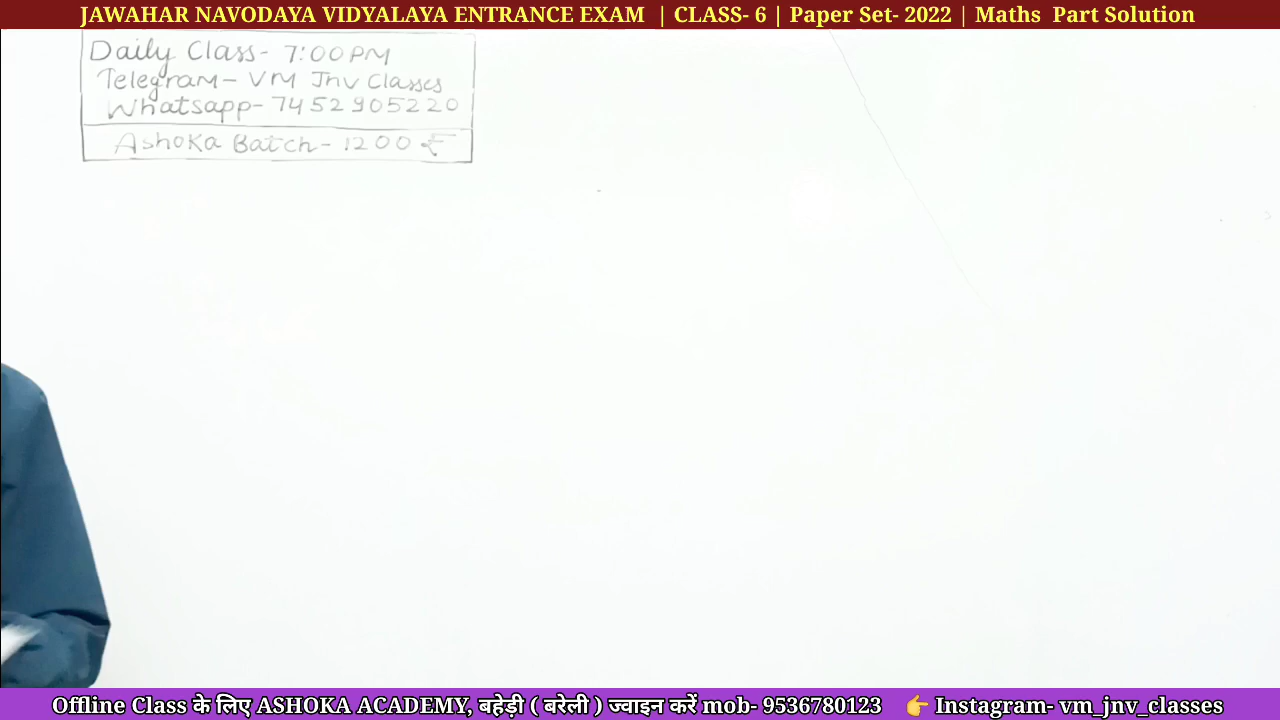 JAWAHAR NAVODAYA VIDYALAYA ENTRANCE EXAM | CLASS- 6 | Paper Set- 2022 | Maths Part Solution
Daily Class- 7:00PM
Telegram- VM Jnv Classes
Whatsapp- 7452905220
Ashoka Batch- 1200 ₹
Offline Class के लिए ASHOKA ACADEMY, बहेड़ी ( बरेली ) ज्वाइन करें mob- 9536780123 👉 Instagram- vm_jnv_classes